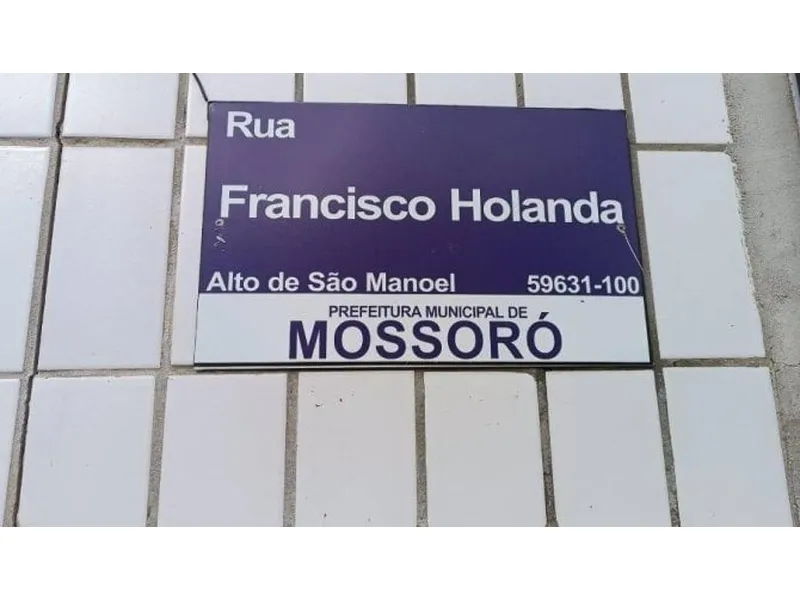 Rua
Francisco Holanda
Alto de São Manoel 59631-100
PREFEITURA MUNICIPAL DE
MOSSORÓ